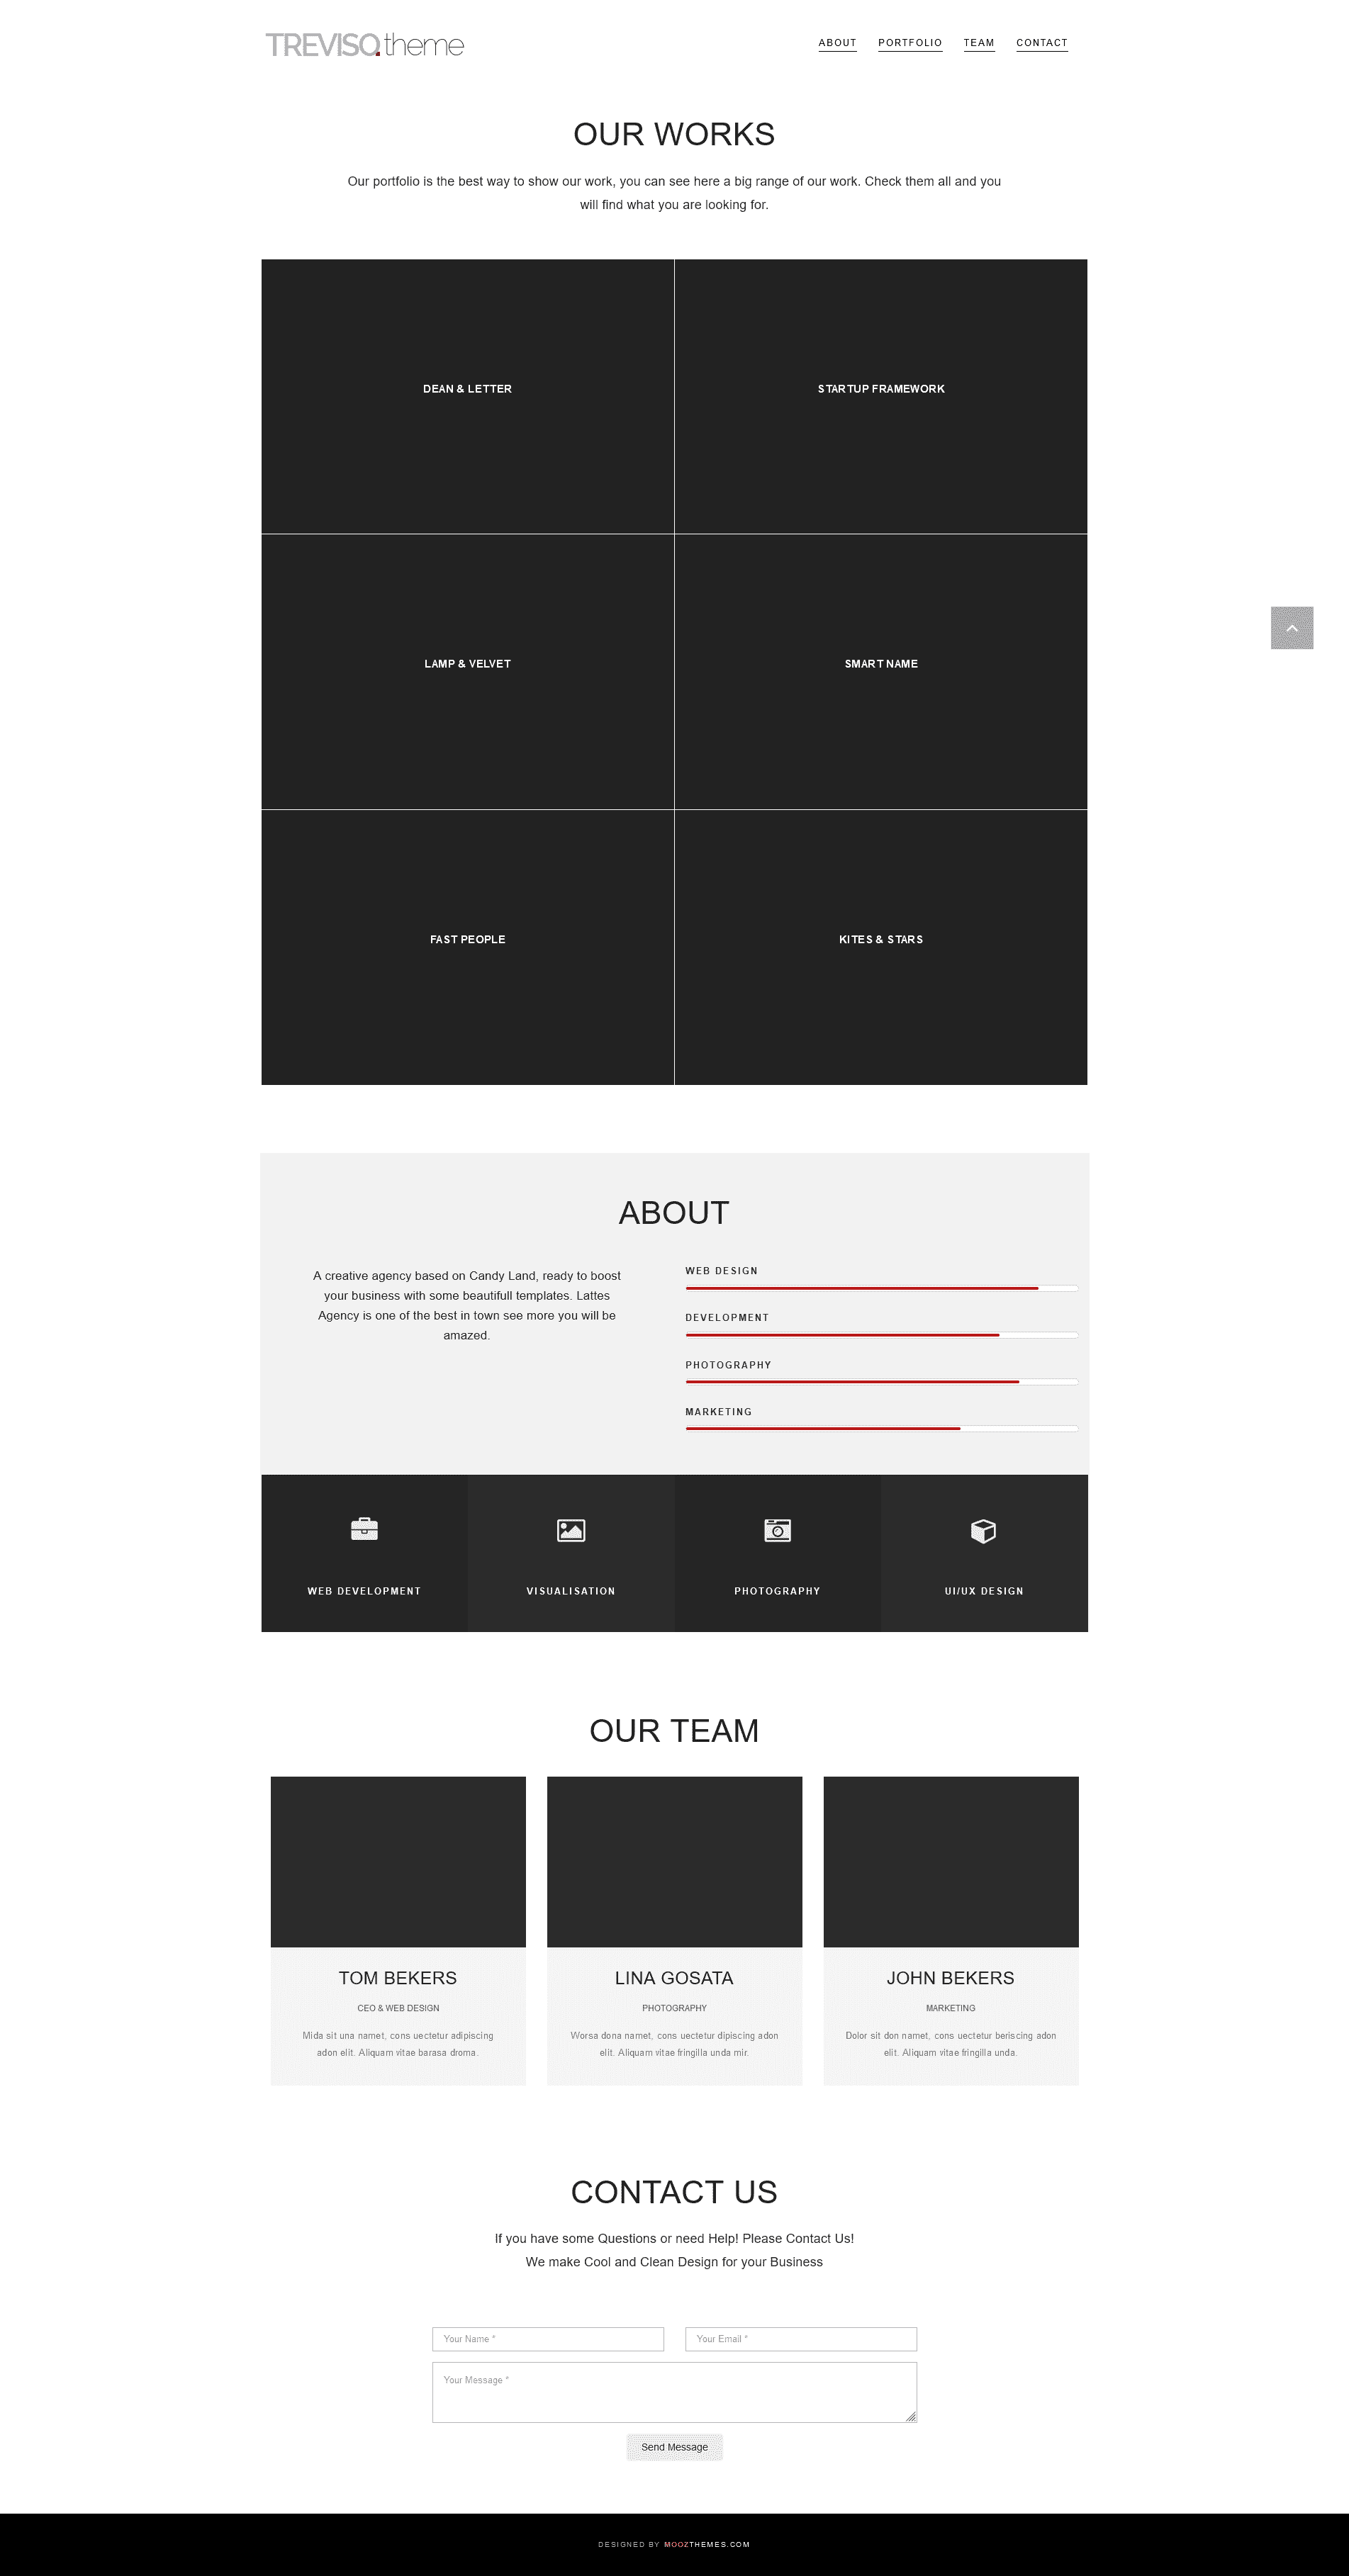 TREVISO.theme
ABOUT PORTFOLIO TEAM CONTACT
OUR WORKS
Our portfolio is the best way to show our work, you can see here a big range of our work. Check them all and you
will find what you are looking for.
DEAN & LETTER
STARTUP FRAMEWORK
LAMP & VELVET
SMART NAME
FAST PEOPLE
KITES & STARS
ABOUT
A creative agency based on Candy Land, ready to boost
your business with some beautifull templates. Lattes
Agency is one of the best in town see more you will be
amazed.
WEB DESIGN
DEVELOPMENT
PHOTOGRAPHY
MARKETING
WEB DEVELOPMENT
VISUALISATION
PHOTOGRAPHY
UI/UX DESIGN
OUR TEAM
TOM BEKERS
CEO & WEB DESIGN
Mida sit una namet, cons uectetur adipiscing
adon elit. Aliquam vitae barasa droma.
LINA GOSATA
PHOTOGRAPHY
Worsa dona namet, cons uectetur dipiscing adon
elit. Aliquam vitae fringilla unda mir.
JOHN BEKERS
MARKETING
Dolor sit don namet, cons uectetur beriscing adon
elit. Aliquam vitae fringilla unda.
CONTACT US
If you have some Questions or need Help! Please Contact Us!
We make Cool and Clean Design for your Business
Your Name *
Your Email *
Your Message *
Send Message
DESIGNED BY MOOZTHEMES.COM